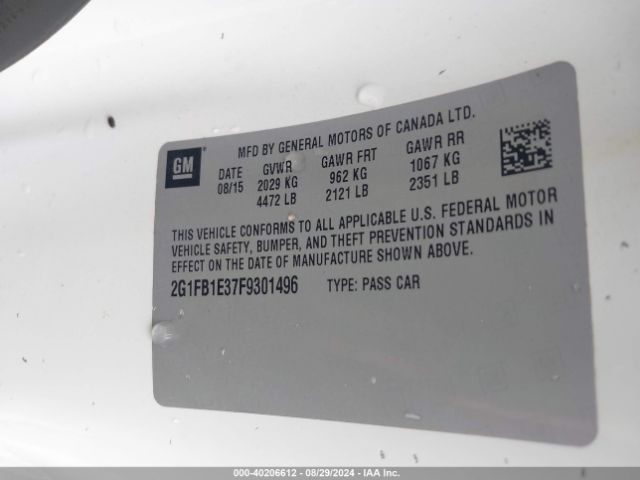 MFD BY GENERAL MOTORS OF CANADA LTD.
GM
DATE GVWR GAWR FRT GAWR RR
08/15 2029 KG 962 KG 1067 KG
4472 LB 2121 LB 2351 LB
THIS VEHICLE CONFORMS TO ALL APPLICABLE U.S. FEDERAL MOTOR
VEHICLE SAFETY, BUMPER, AND THEFT PREVENTION STANDARDS IN
EFFECT ON THE DATE OF MANUFACTURE SHOWN ABOVE.
2G1FB1E37F9301496 TYPE: PASS CAR
000-40206612 - 08/29/2024 - IAA Inc.